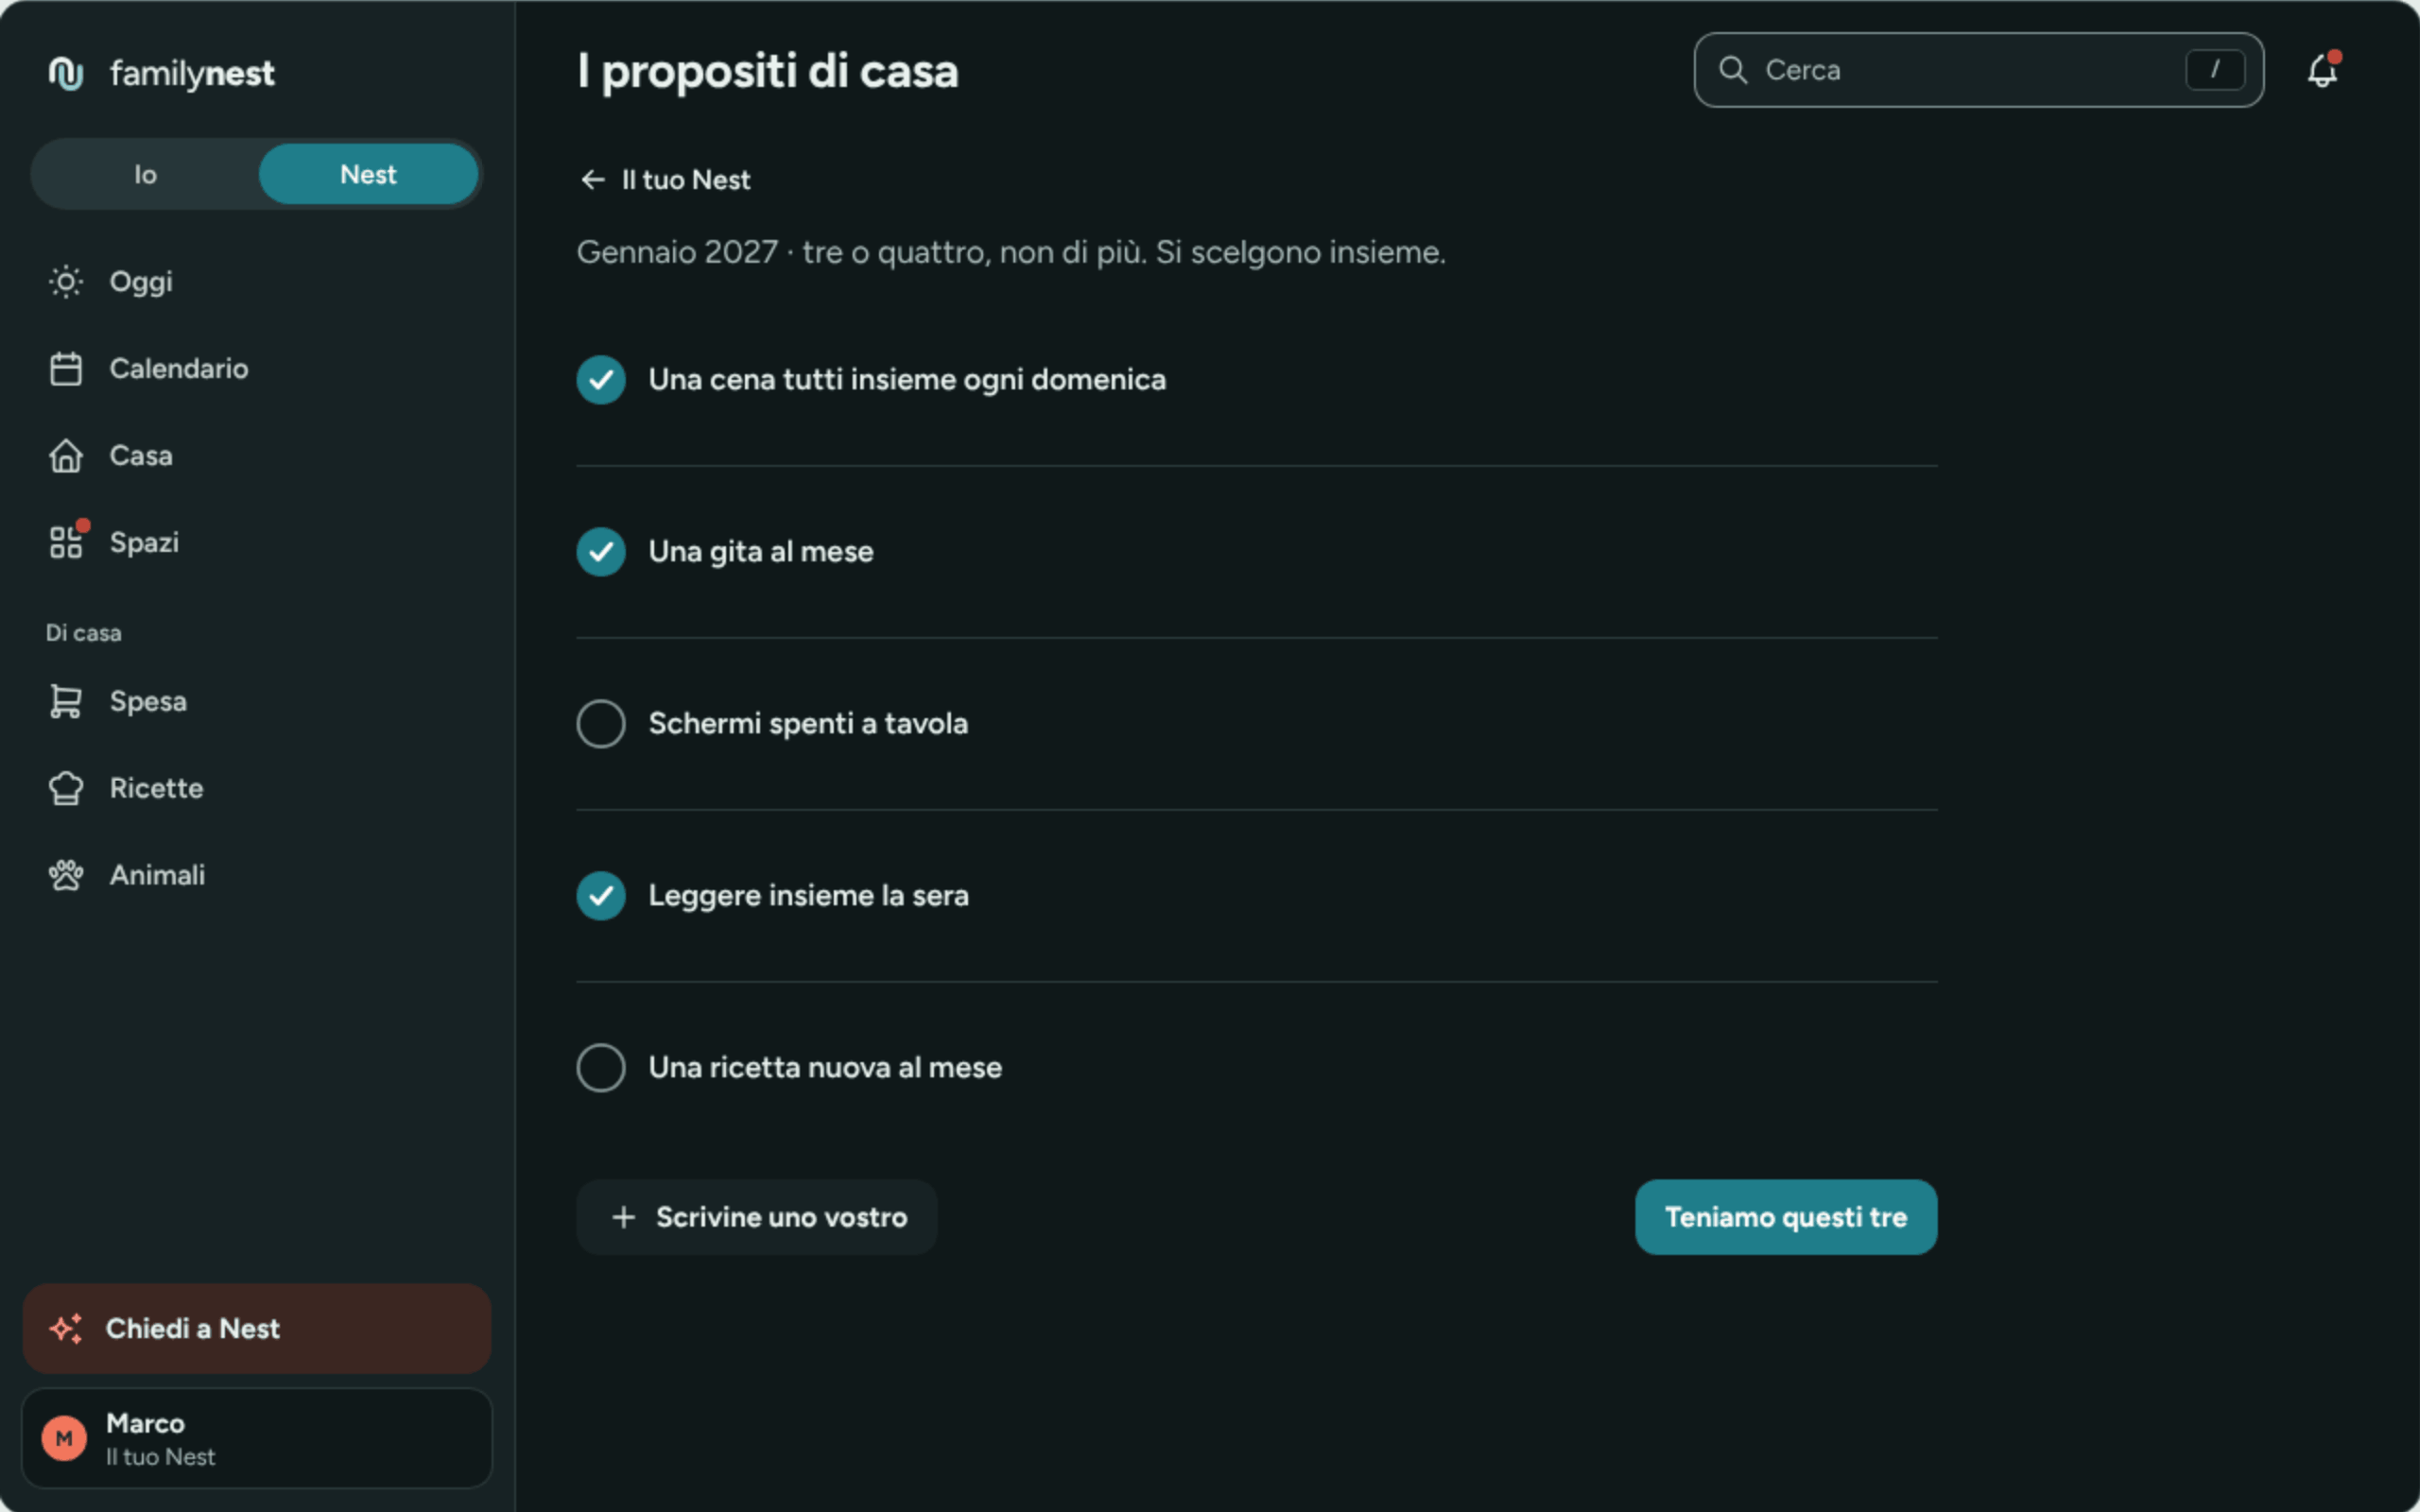 familynest
Io
Nest
Oggi
Calendario
Casa
Spazi
Di casa
Spesa
Ricette
Animali
Chiedi a Nest
M
Marco
Il tuo Nest
I propositi di casa
Cerca
/
Il tuo Nest
Gennaio 2027 · tre o quattro, non di più. Si scelgono insieme.
Una cena tutti insieme ogni domenica
Una gita al mese
Schermi spenti a tavola
Leggere insieme la sera
Una ricetta nuova al mese
Scrivine uno vostro
Teniamo questi tre